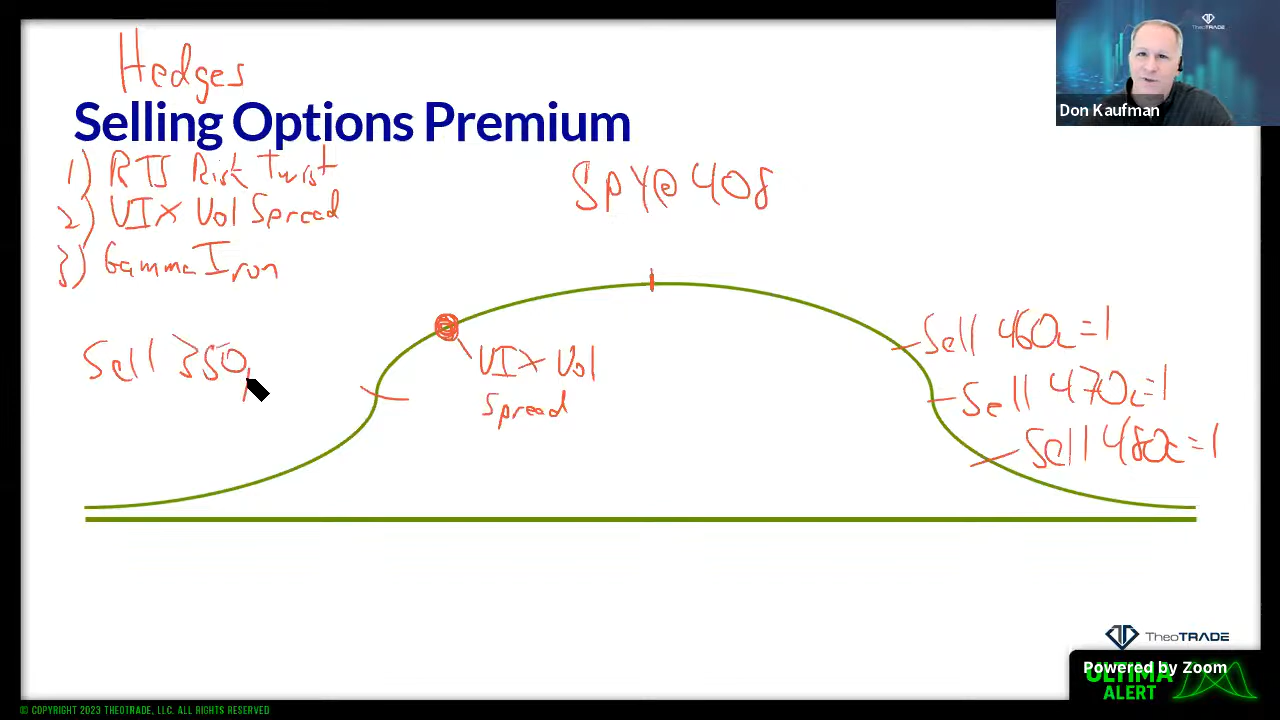 Hedges
Selling Options Premium
1) RTS Risk Twist
2) VIX Vol Spread
3) Gamma Iron
SPY@408
Sell 350p
VIX Vol
Spread
Sell 460c=1
Sell 470c=1
Sell 480c=1
TheoTRADE
Don Kaufman
TheoTRADE
Powered by Zoom
ULTIMA
ALERT
© COPYRIGHT 2023 THEOTRADE, LLC. ALL RIGHTS RESERVED